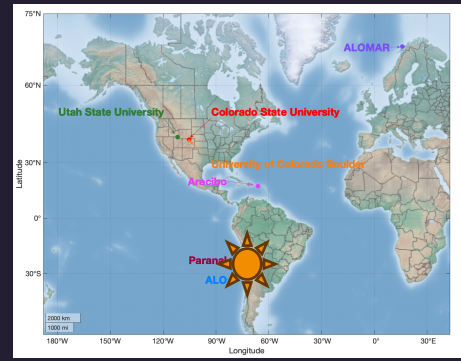 75°N
ALOMAR
60°N
Utah State University
Colorado State University
University of Colorado Boulder
30°N
Arecibo
Latitude
0°
Paranal
ALO
30°S
2000 km
1000 mi
180°W 150°W 120°W 90°W 60°W 30°W 0° 30°E
Longitude